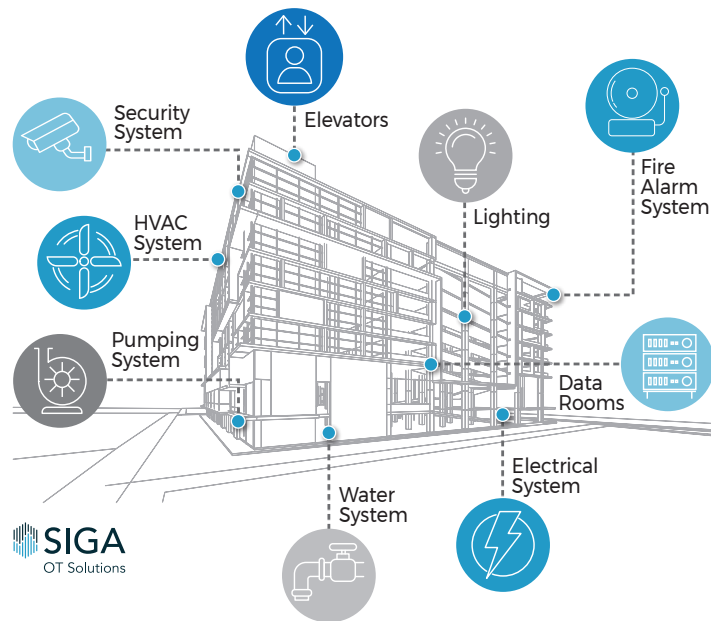 Elevators
Security
System
Fire
Alarm
System
Lighting
HVAC
System
Pumping
System
Data
Rooms
Electrical
System
Water
System
SIGA
OT Solutions